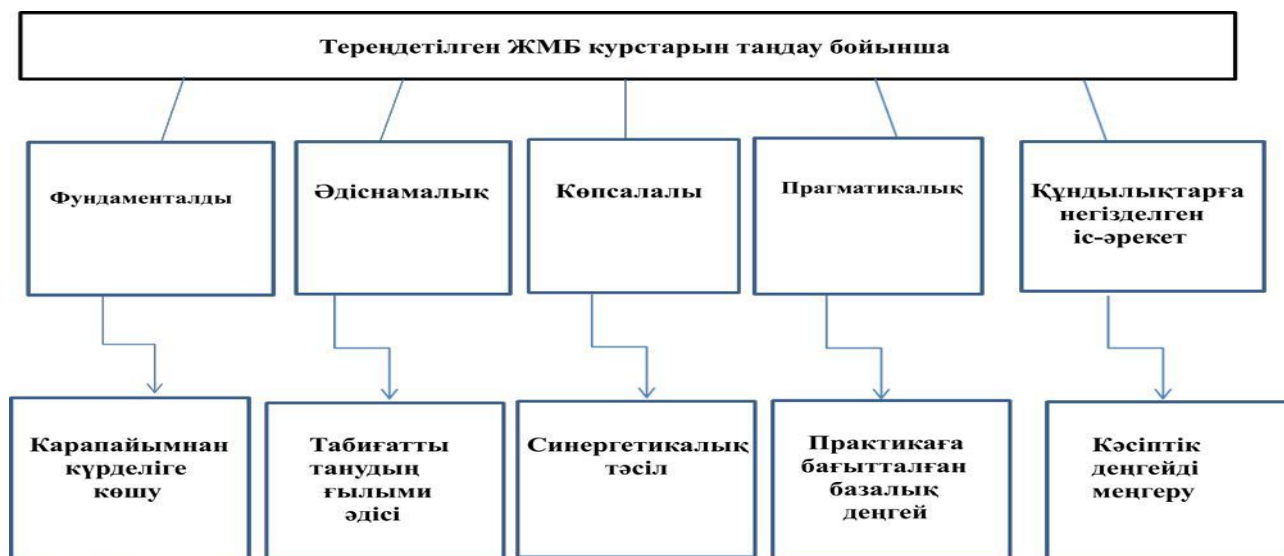 Тереңдетілген ЖМБ курстарын таңдау бойынша
Фундаменталды
Әдіснамалық
Көпсалалы
Прагматикалық
Құндылықтарға
негізделген
іс-әрекет
Карапайымнан
күрделіге
көшу
Табиғатты
танудың
ғылыми
әдісі
Синергетикалық
тәсіл
Практикаға
бағытталған
базалық
деңгей
Кәсіптік
деңгейді
меңгеру